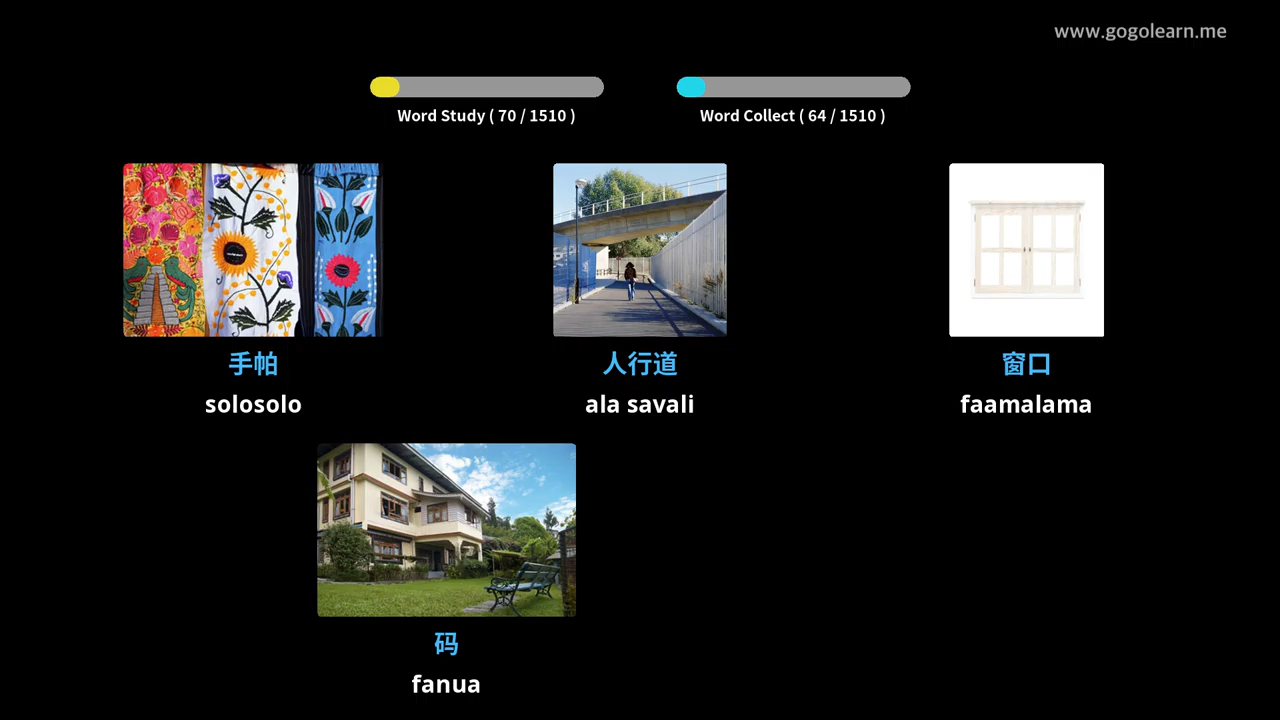 www.gogolearn.me
Word Study ( 70 / 1510 )
Word Collect ( 64 / 1510 )
手帕
solosolo
人行道
ala savali
窗口
faamalama
码
fanua